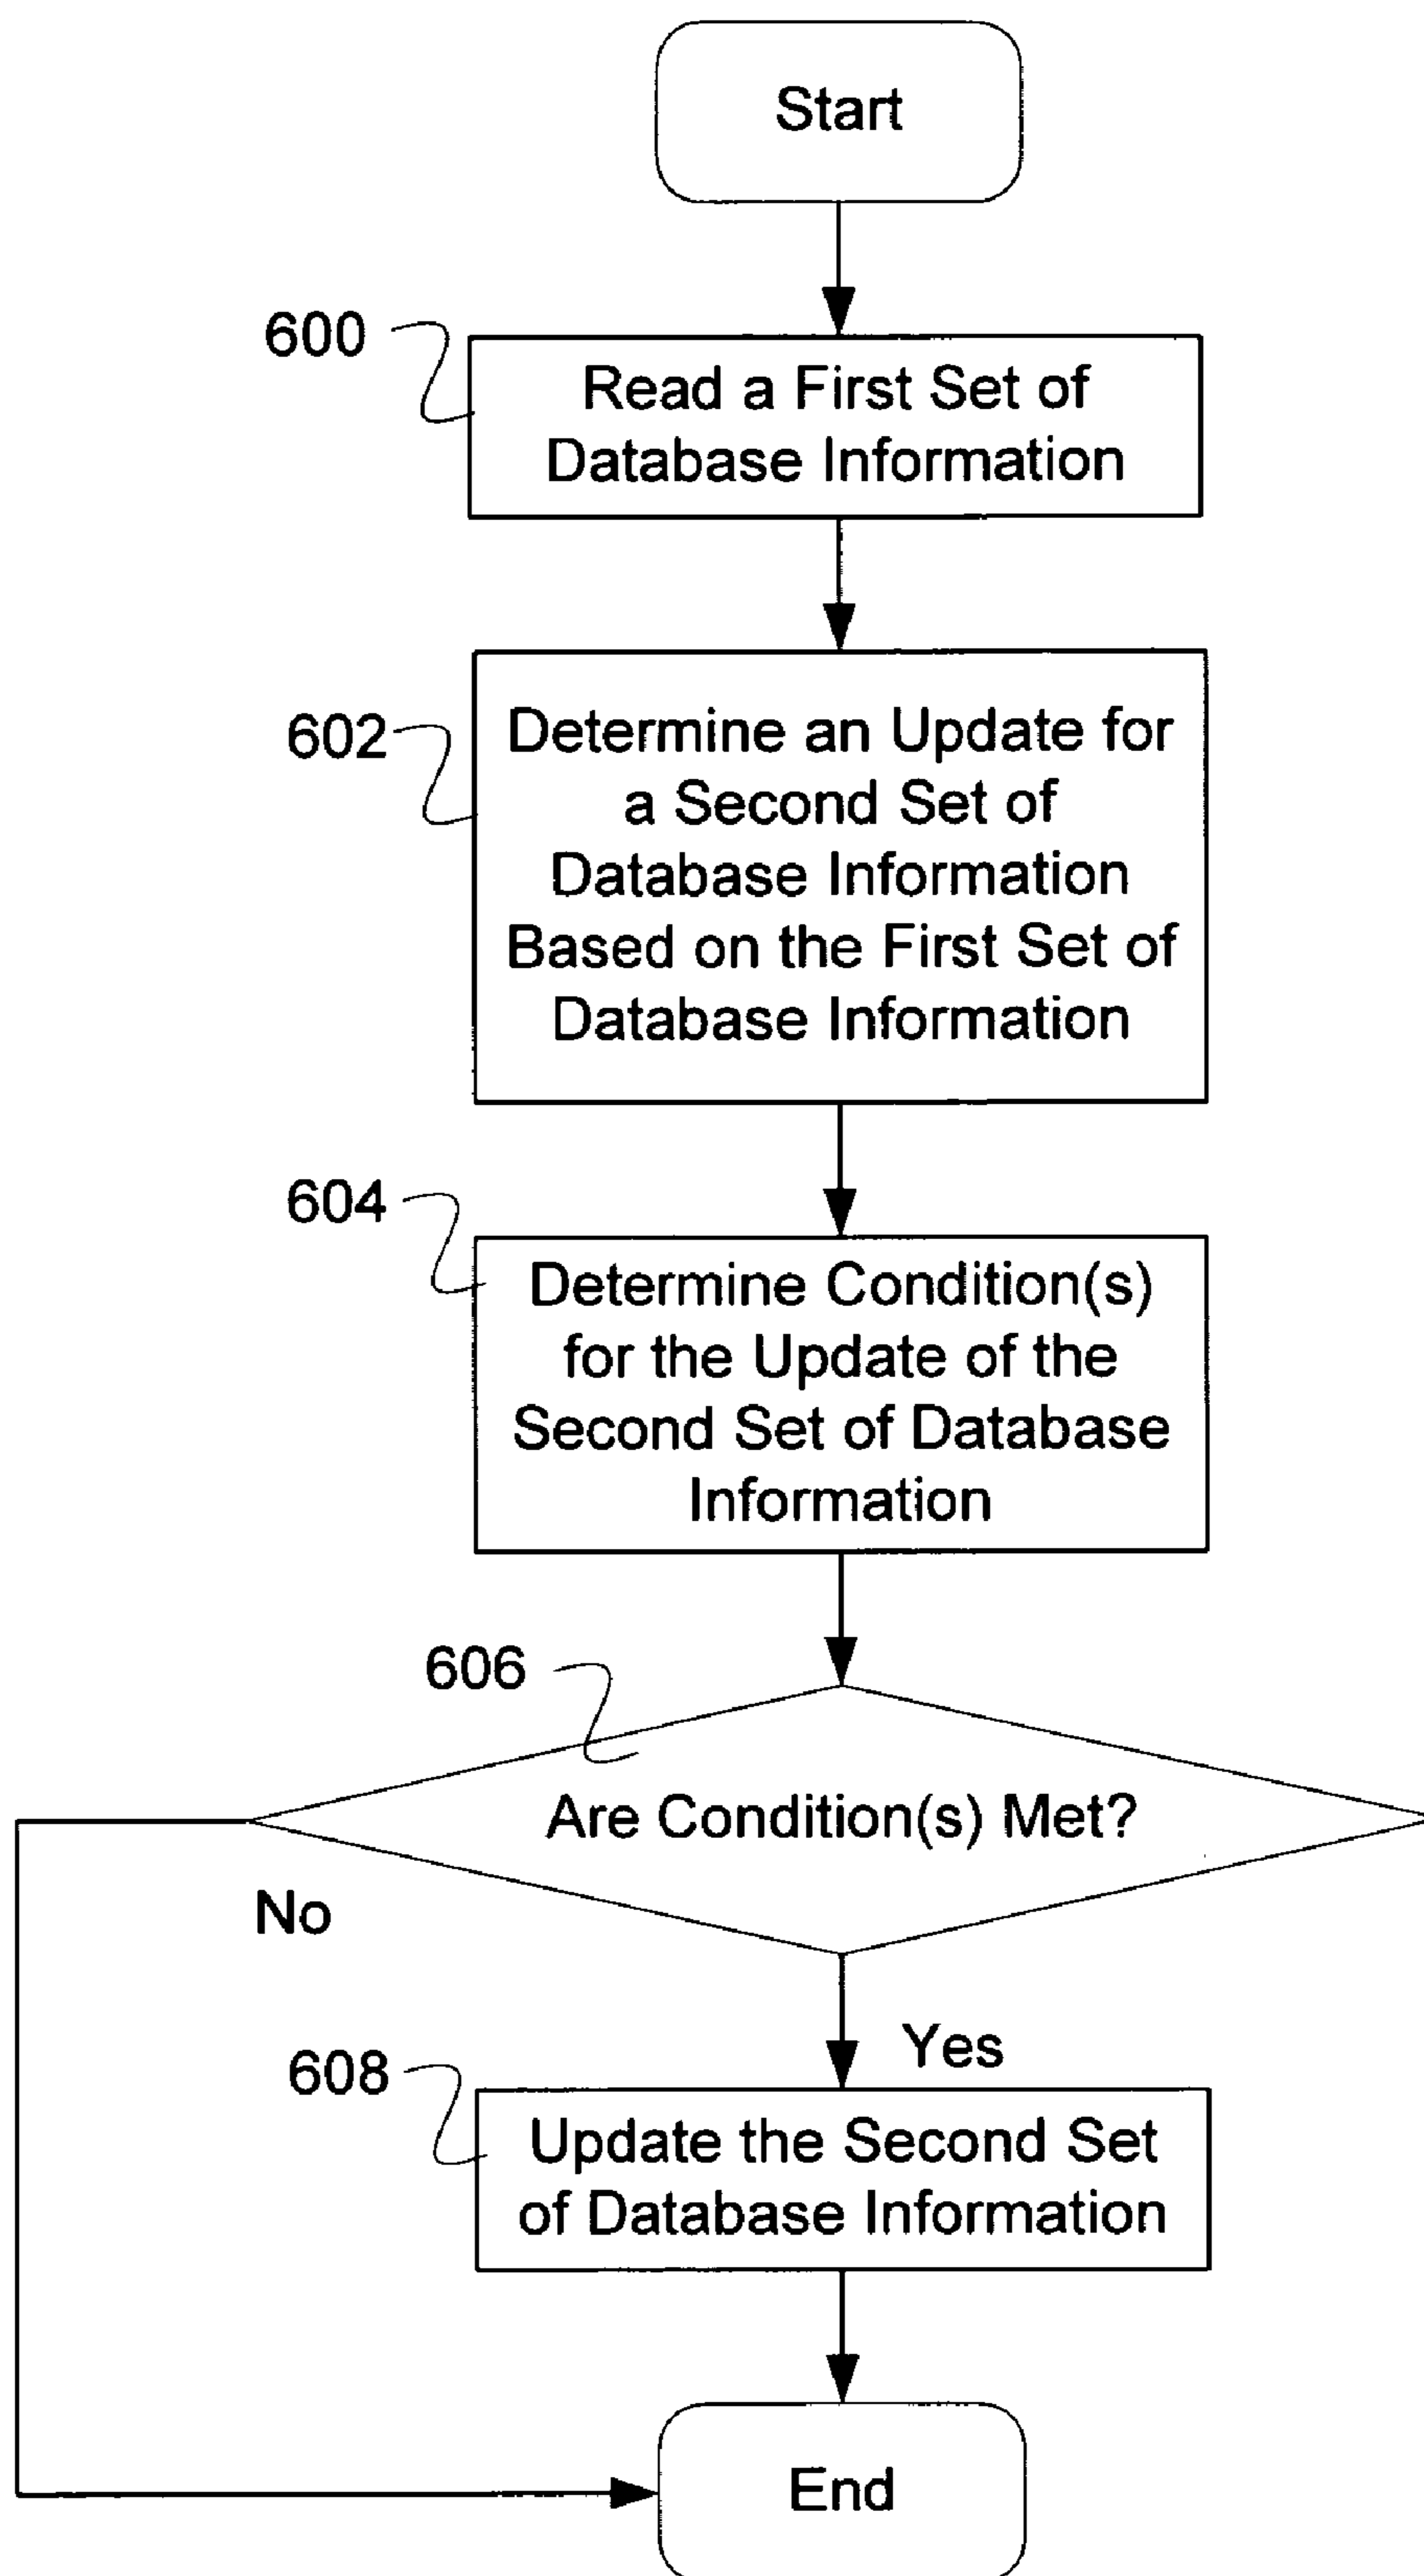 Start
600
Read a First Set of
Database Information
602
Determine an Update for
a Second Set of
Database Information
Based on the First Set of
Database Information
604
Determine Condition(s)
for the Update of the
Second Set of Database
Information
606
Are Condition(s) Met?
No
Yes
608
Update the Second Set
of Database Information
End